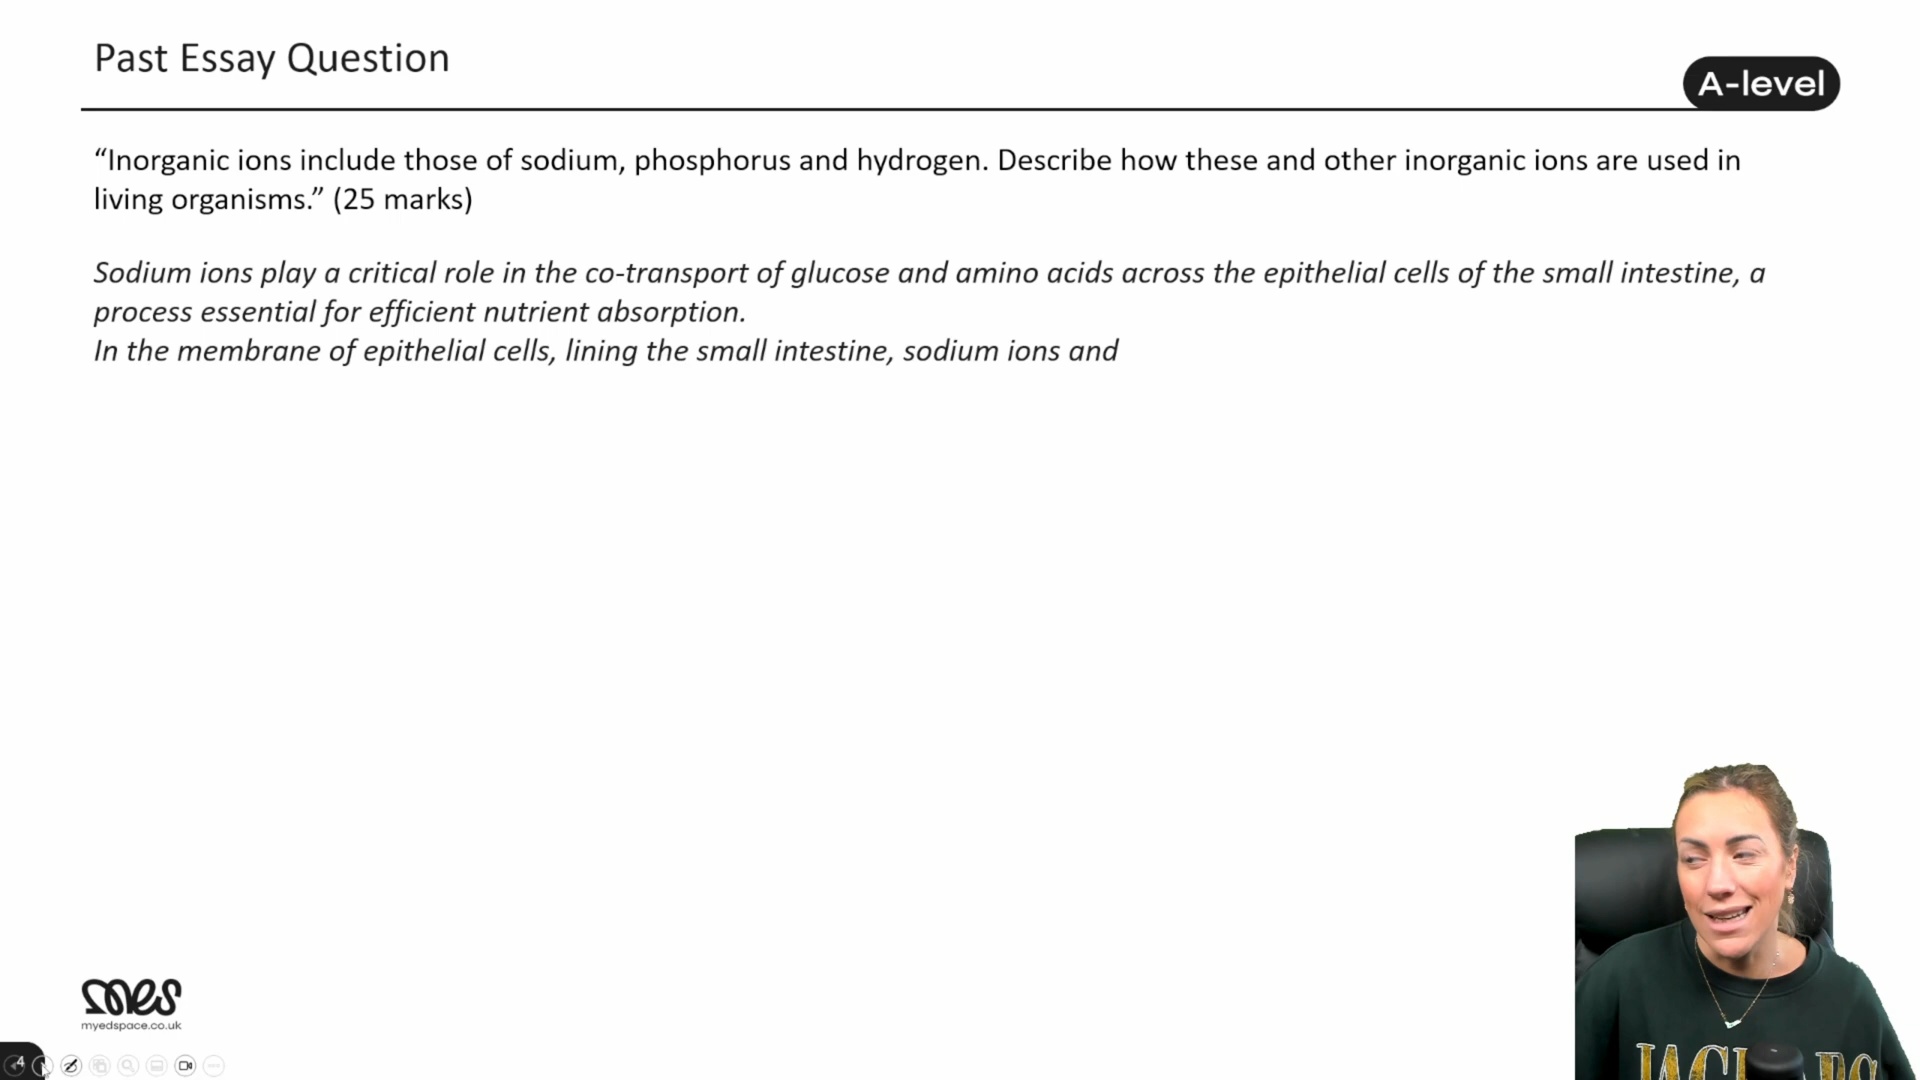 Past Essay Question
A-level
“Inorganic ions include those of sodium, phosphorus and hydrogen. Describe how these and other inorganic ions are used in
living organisms.” (25 marks)
Sodium ions play a critical role in the co-transport of glucose and amino acids across the epithelial cells of the small intestine, a
process essential for efficient nutrient absorption.
In the membrane of epithelial cells, lining the small intestine, sodium ions and
mes
myedspace.co.uk
4